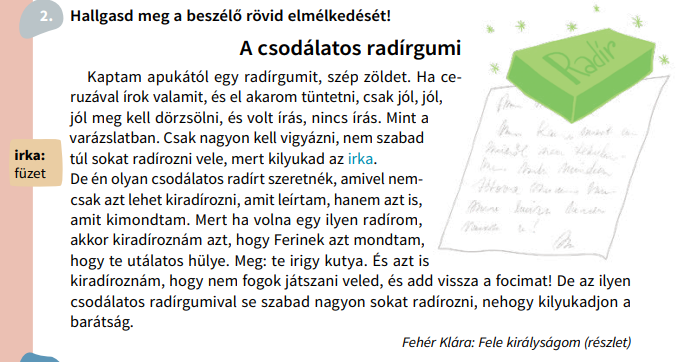 2. Hallgasd meg a beszélő rövid elmélkedését!
A csodálatos radírgumi
Kaptam apukától egy radírgumit, szép zöldet. Ha ce-
ruzával írok valamit, és el akarom tüntetni, csak jól, jól,
jól meg kell dörzsölni, és volt írás, nincs írás. Mint a
varázslatban. Csak nagyon kell vigyázni, nem szabad
túl sokat radírozni vele, mert kilyukad az irka.
irka:
füzet
De én olyan csodálatos radírt szeretnék, amivel nem-
csak azt lehet kiradírozni, amit leírtam, hanem azt is,
amit kimondtam. Mert ha volna egy ilyen radírom,
akkor kiradíroznám azt, hogy Ferinek azt mondtam,
hogy te utálatos hülye. Meg: te irigy kutya. És azt is
kiradíroznám, hogy nem fogok játszani veled, és add vissza a focimat! De az ilyen
csodálatos radírgumival se szabad nagyon sokat radírozni, nehogy kilyukadjon a
barátság.
Fehér Klára: Fele királyságom (részlet)
Radír